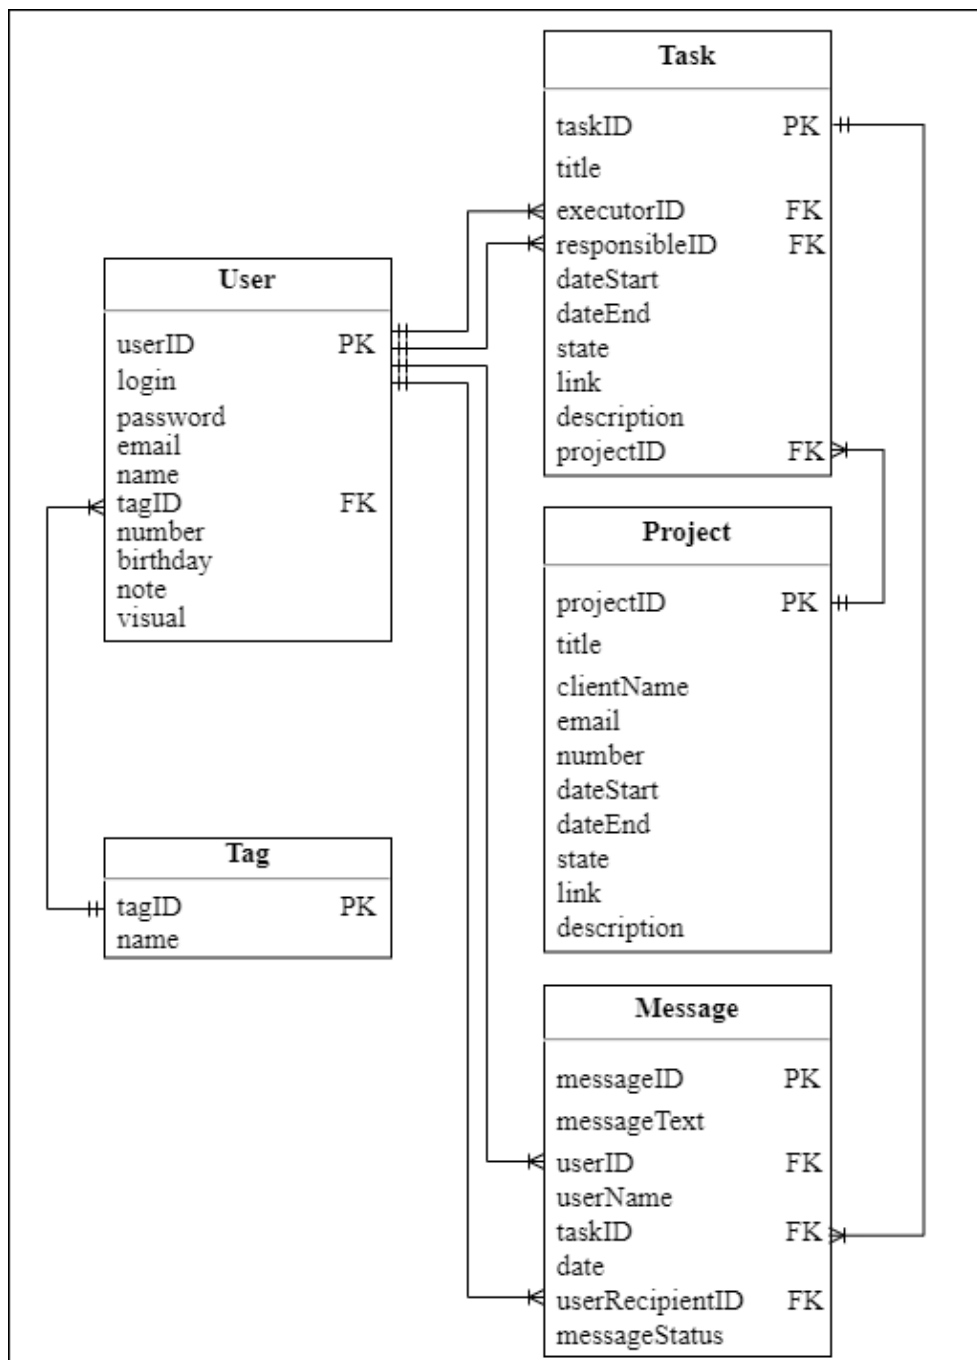 Task
taskID PK
title
executorID FK
responsibleID FK
dateStart
dateEnd
state
link
description
projectID FK
User
userID PK
login
password
email
name
tagID FK
number
birthday
note
visual
Project
projectID PK
title
clientName
email
number
dateStart
dateEnd
state
link
description
Tag
tagID PK
name
Message
messageID PK
messageText
userID FK
userName
taskID FK
date
userRecipientID FK
messageStatus